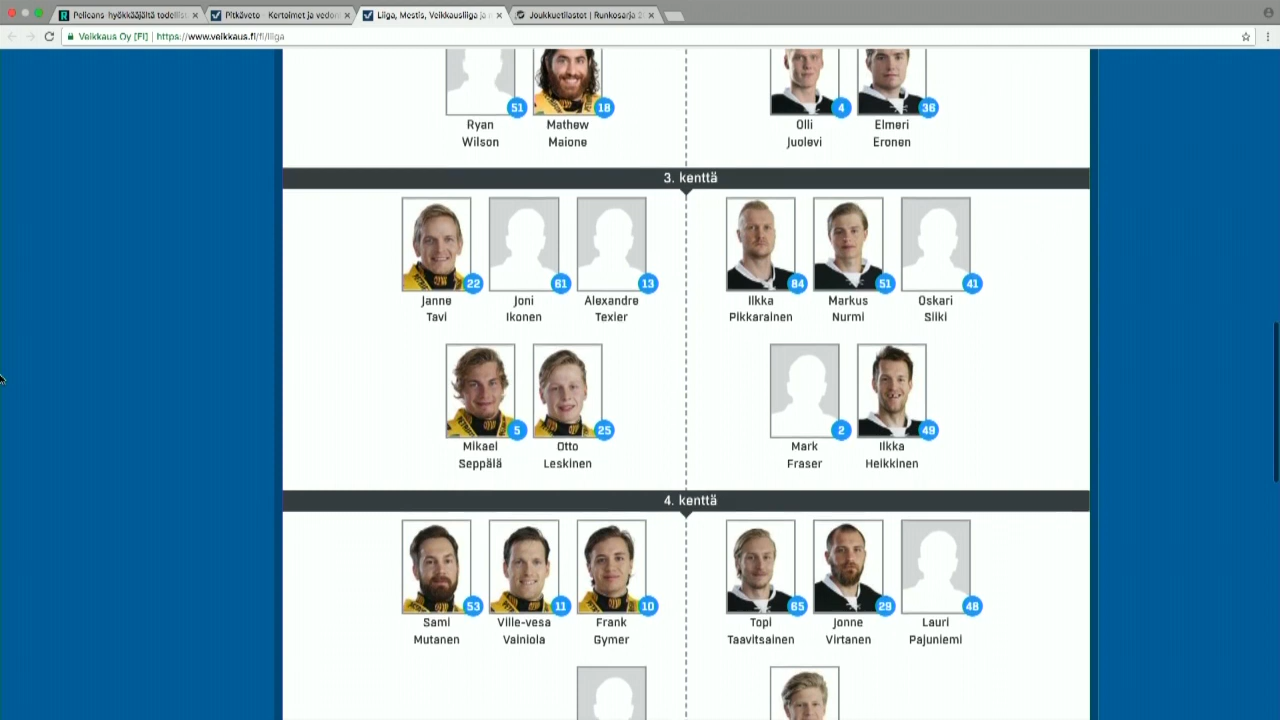 Pelicans-hyökkääjältä todellist
Pitkäveto - Kertoimet ja vedon
Liiga, Mestis, Veikkausliiga ja r
Joukkuetilastot | Runkosarja 2
Veikkaus Oy [FI] | https://www.veikkaus.fi/fi/liiga
51
18
4
36
Ryan
Wilson
Mathew
Maione
Olli
Juolevi
Elmeri
Eronen
3. kenttä
22
61
13
84
51
41
Janne
Tavi
Joni
Ikonen
Alexandre
Texier
Ilkka
Pikkarainen
Markus
Nurmi
Oskari
Siiki
5
25
2
49
Mikael
Seppälä
Otto
Leskinen
Mark
Fraser
Ilkka
Heikkinen
4. kenttä
53
11
10
65
29
48
Sami
Mutanen
Ville-vesa
Vainiola
Frank
Gymer
Topi
Taavitsainen
Jonne
Virtanen
Lauri
Pajuniemi